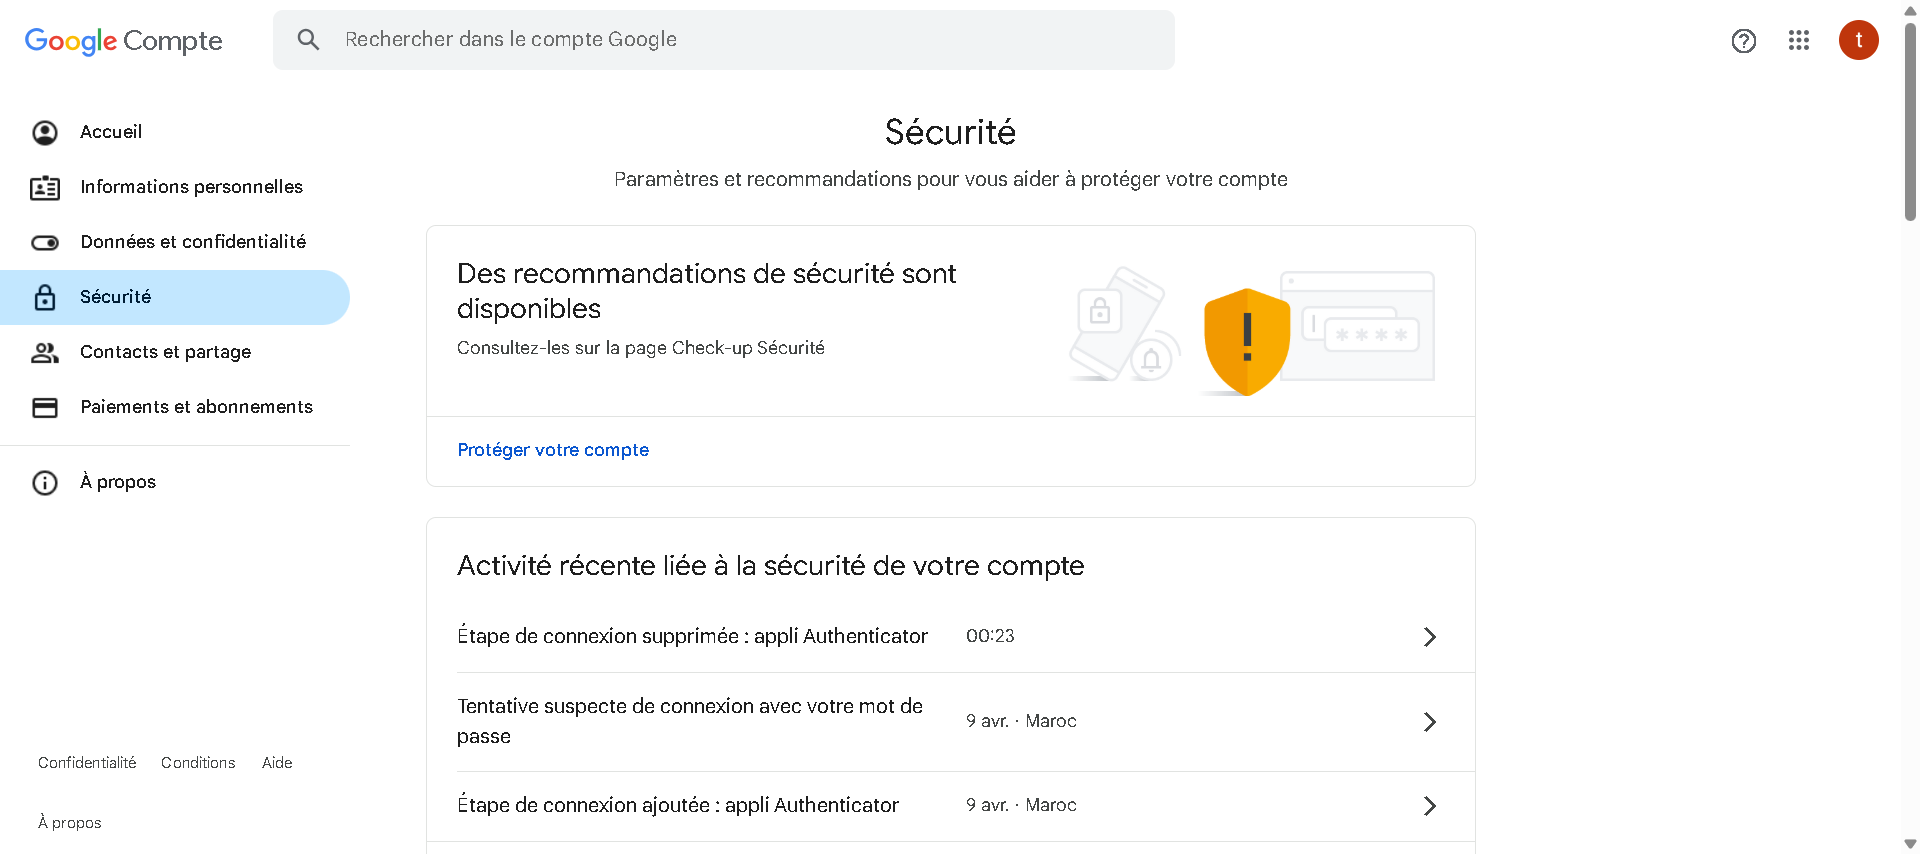 Google Compte
Rechercher dans le compte Google
t
Accueil
Informations personnelles
Données et confidentialité
Sécurité
Contacts et partage
Paiements et abonnements
À propos
Confidentialité
Conditions
Aide
À propos
Sécurité
Paramètres et recommandations pour vous aider à protéger votre compte
Des recommandations de sécurité sont
disponibles
Consultez-les sur la page Check-up Sécurité
****
Protéger votre compte
Activité récente liée à la sécurité de votre compte
Étape de connexion supprimée : appli Authenticator
00:23
Tentative suspecte de connexion avec votre mot de
passe
9 avr. · Maroc
Étape de connexion ajoutée : appli Authenticator
9 avr. · Maroc